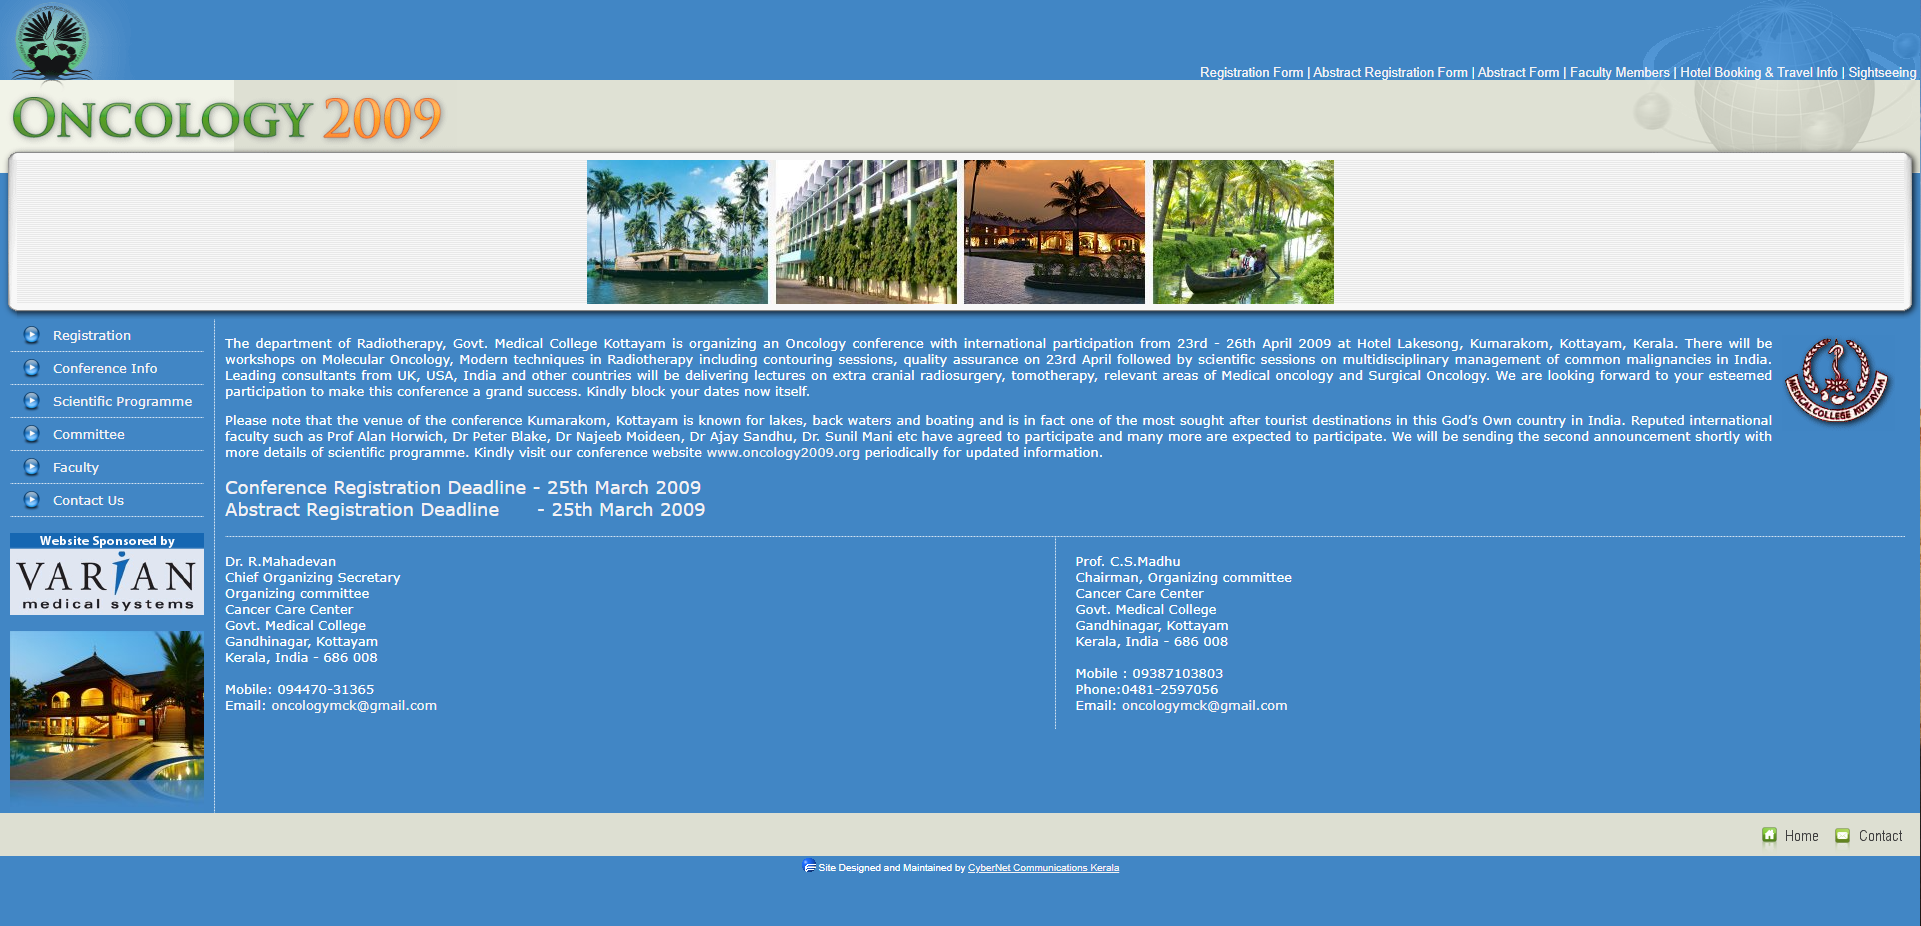 Registration Form | Abstract Registration Form | Abstract Form | Faculty Members | Hotel Booking & Travel Info | Sightseeing
ONCOLOGY 2009
Registration
Conference Info
Scientific Programme
Committee
Faculty
Contact Us
Website Sponsored by
VARIAN
medical systems
The department of Radiotherapy, Govt. Medical College Kottayam is organizing an Oncology conference with international participation from 23rd - 26th April 2009 at Hotel Lakesong, Kumarakom, Kottayam, Kerala. There will be
workshops on Molecular Oncology, Modern techniques in Radiotherapy including contouring sessions, quality assurance on 23rd April followed by scientific sessions on multidisciplinary management of common malignancies in India.
Leading consultants from UK, USA, India and other countries will be delivering lectures on extra cranial radiosurgery, tomotherapy, relevant areas of Medical oncology and Surgical Oncology. We are looking forward to your esteemed
participation to make this conference a grand success. Kindly block your dates now itself.
Please note that the venue of the conference Kumarakom, Kottayam is known for lakes, back waters and boating and is in fact one of the most sought after tourist destinations in this God's Own country in India. Reputed international
faculty such as Prof Alan Horwich, Dr Peter Blake, Dr Najeeb Moideen, Dr Ajay Sandhu, Dr. Sunil Mani etc have agreed to participate and many more are expected to participate. We will be sending the second announcement shortly with
more details of scientific programme. Kindly visit our conference website www.oncology2009.org periodically for updated information.
MEDICAL COLLEGE KOTTAYAM
Conference Registration Deadline - 25th March 2009
Abstract Registration Deadline - 25th March 2009
Dr. R.Mahadevan
Chief Organizing Secretary
Organizing committee
Cancer Care Center
Govt. Medical College
Gandhinagar, Kottayam
Kerala, India - 686 008
Mobile: 094470-31365
Email: oncologymck@gmail.com
Prof. C.S.Madhu
Chairman, Organizing committee
Cancer Care Center
Govt. Medical College
Gandhinagar, Kottayam
Kerala, India - 686 008
Mobile : 09387103803
Phone:0481-2597056
Email: oncologymck@gmail.com
Home
Contact
Site Designed and Maintained by CyberNet Communications Kerala